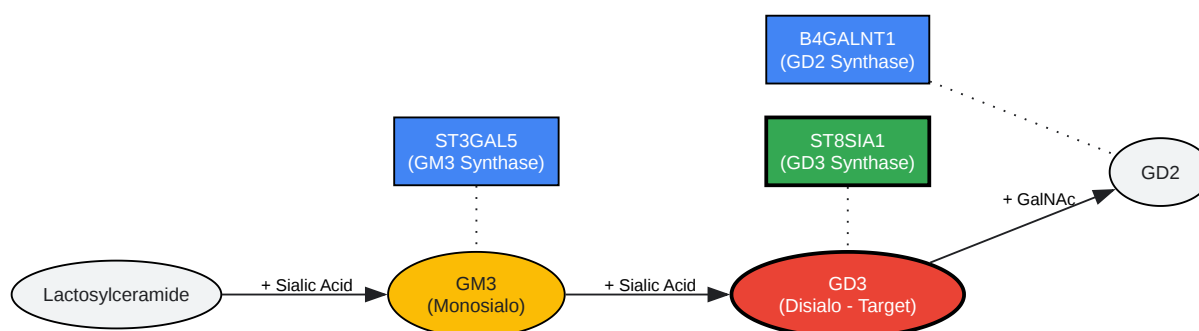 B4GALNT1
(GD2 Synthase)
ST3GAL5
(GM3 Synthase)
ST8SIA1
(GD3 Synthase)
GD2
+ GalNAc
Lactosylceramide
+ Sialic Acid
GM3
(Monosialo)
+ Sialic Acid
GD3
(Disialo - Target)